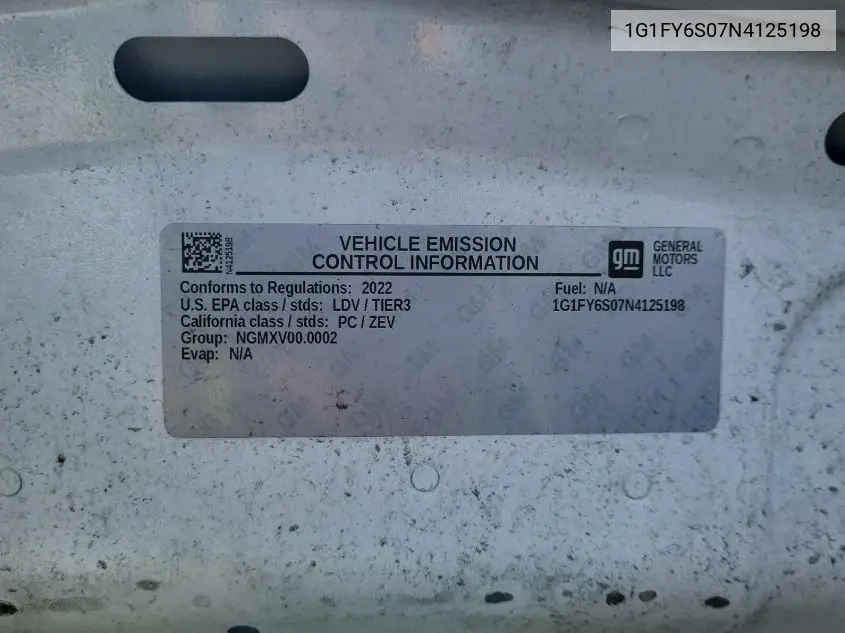 1G1FY6S07N4125198
N4125198
VEHICLE EMISSION
CONTROL INFORMATION
gm
GENERAL
MOTORS
LLC
Conforms to Regulations: 2022
U.S. EPA class / stds: LDV / TIER3
California class / stds: PC / ZEV
Group: NGMXV00.0002
Evap: N/A
Fuel: N/A
1G1FY6S07N4125198